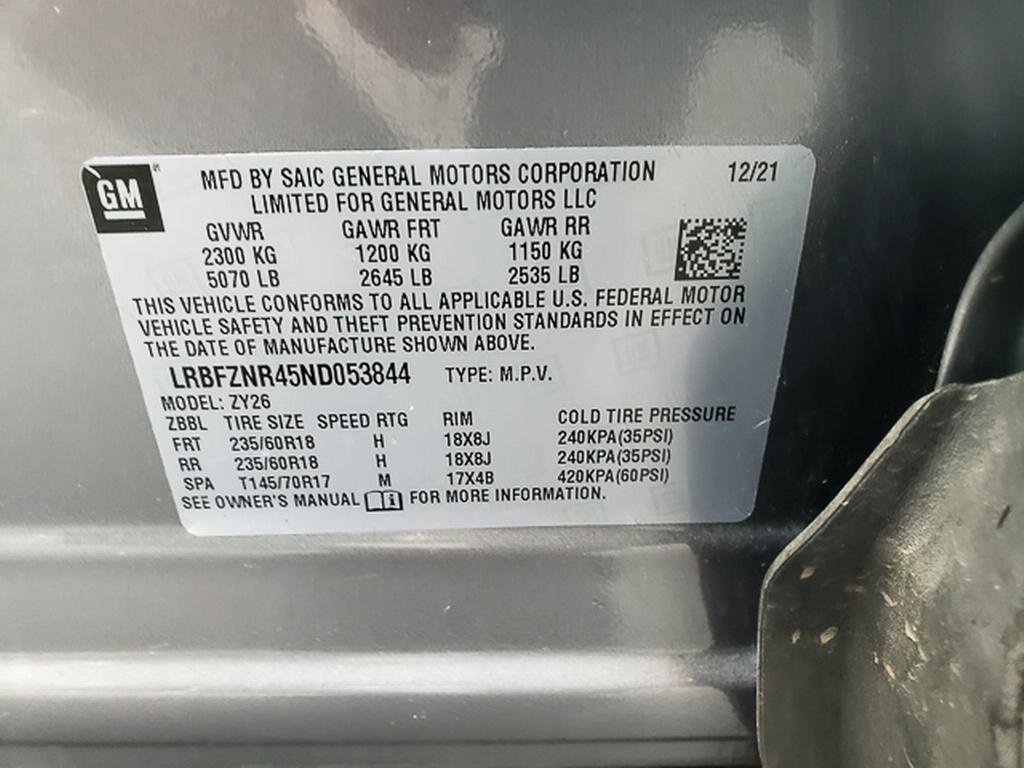 GM
MFD BY SAIC GENERAL MOTORS CORPORATION 12/21
LIMITED FOR GENERAL MOTORS LLC
GVWR GAWR FRT GAWR RR
2300 KG 1200 KG 1150 KG
5070 LB 2645 LB 2535 LB
THIS VEHICLE CONFORMS TO ALL APPLICABLE U.S. FEDERAL MOTOR
VEHICLE SAFETY AND THEFT PREVENTION STANDARDS IN EFFECT ON
THE DATE OF MANUFACTURE SHOWN ABOVE.
LRBFZNR45ND053844 TYPE: M.P.V.
MODEL: ZY26
ZBBL TIRE SIZE SPEED RTG RIM COLD TIRE PRESSURE
FRT 235/60R18 H 18X8J 240KPA(35PSI)
RR 235/60R18 H 18X8J 240KPA(35PSI)
SPA T145/70R17 M 17X4B 420KPA(60PSI)
SEE OWNER'S MANUAL FOR MORE INFORMATION.